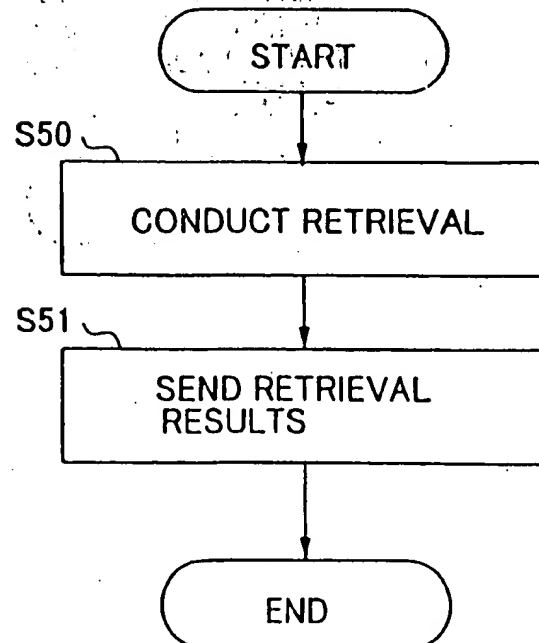 START
S50
CONDUCT RETRIEVAL
S51
SEND RETRIEVAL
RESULTS
END